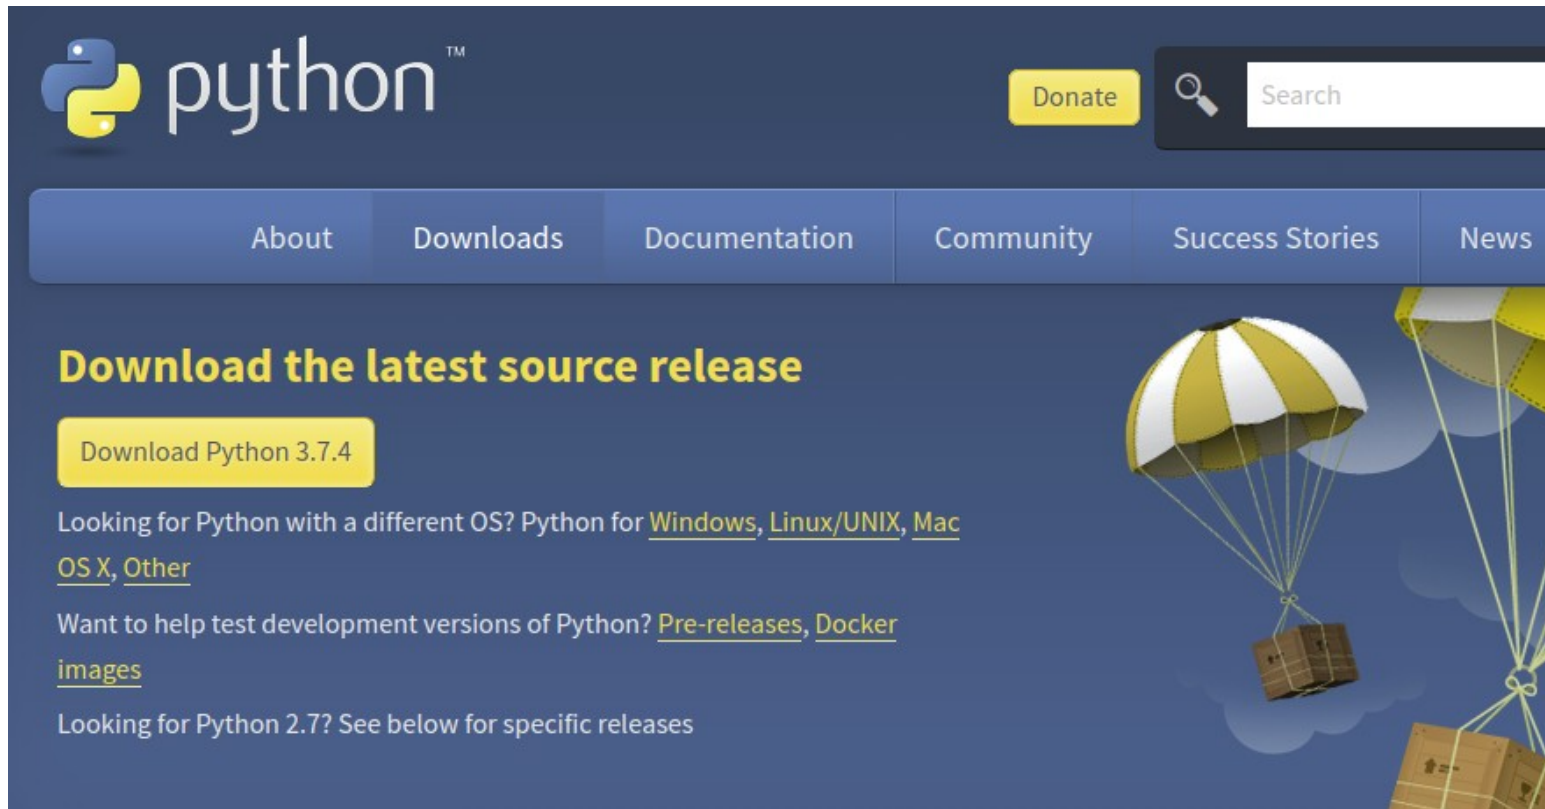 python™
Donate
Search
About Downloads Documentation Community Success Stories News
Download the latest source release
Download Python 3.7.4
Looking for Python with a different OS? Python for Windows, Linux/UNIX, Mac
OS X, Other
Want to help test development versions of Python? Pre-releases, Docker
images
Looking for Python 2.7? See below for specific releases